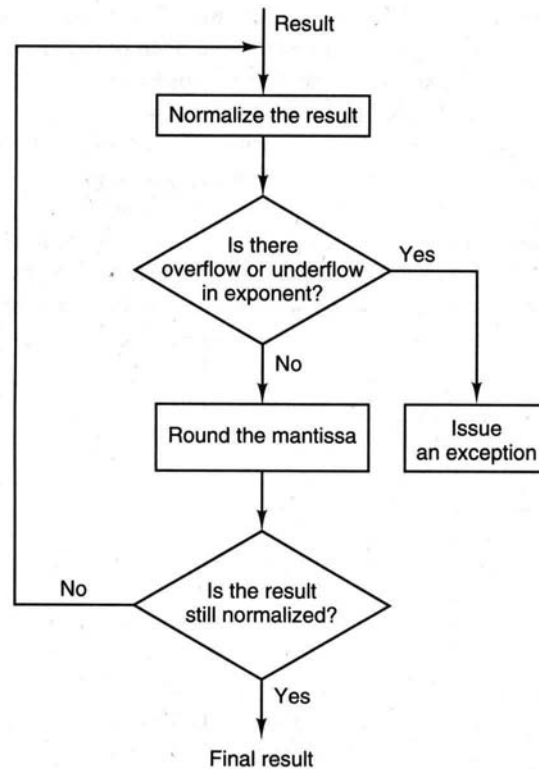 Result
Normalize the result
Is there
overflow or underflow
in exponent?
Yes
No
Round the mantissa
Issue
an exception
No
Is the result
still normalized?
Yes
Final result